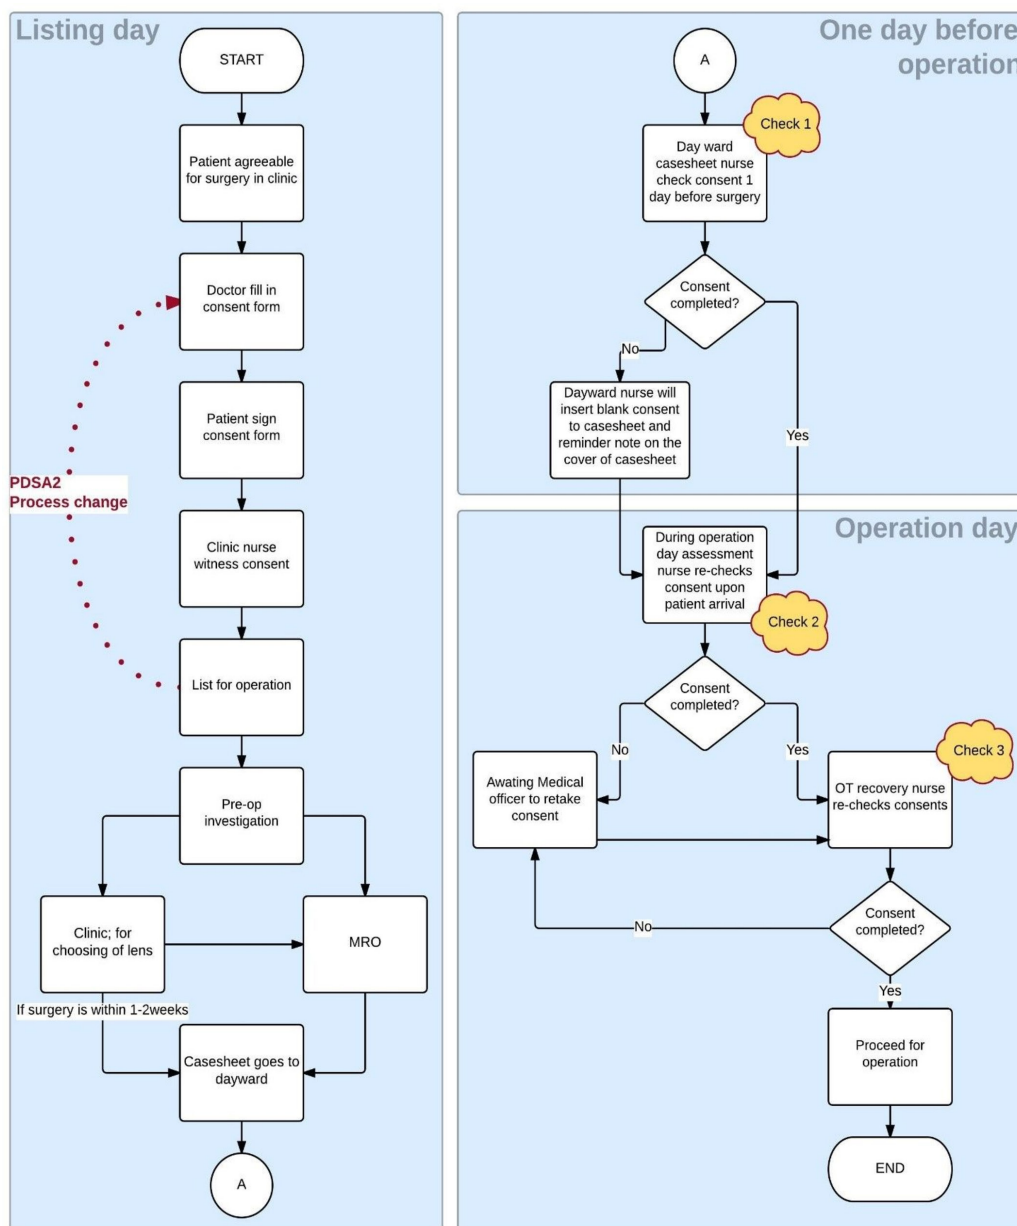 Listing day
START
Patient agreeable
for surgery in clinic
Doctor fill in
consent form
Patient sign
consent form
PDSA2
Process change
Clinic nurse
witness consent
List for operation
Pre-op
investigation
Clinic; for
choosing of lens
MRO
If surgery is within 1-2weeks
Casesheet goes to
dayward
A
One day before
operation
A
Check 1
Day ward
casesheet nurse
check consent 1
day before surgery
Consent
completed?
No
Yes
Dayward nurse will
insert blank consent
to casesheet and
reminder note on the
cover of casesheet
Operation day
During operation
day assessment
nurse re-checks
consent upon
patient arrival
Check 2
Consent
completed?
No
Yes
Awating Medical
officer to retake
consent
Check 3
OT recovery nurse
re-checks consents
Consent
completed?
No
Yes
Proceed for
operation
END